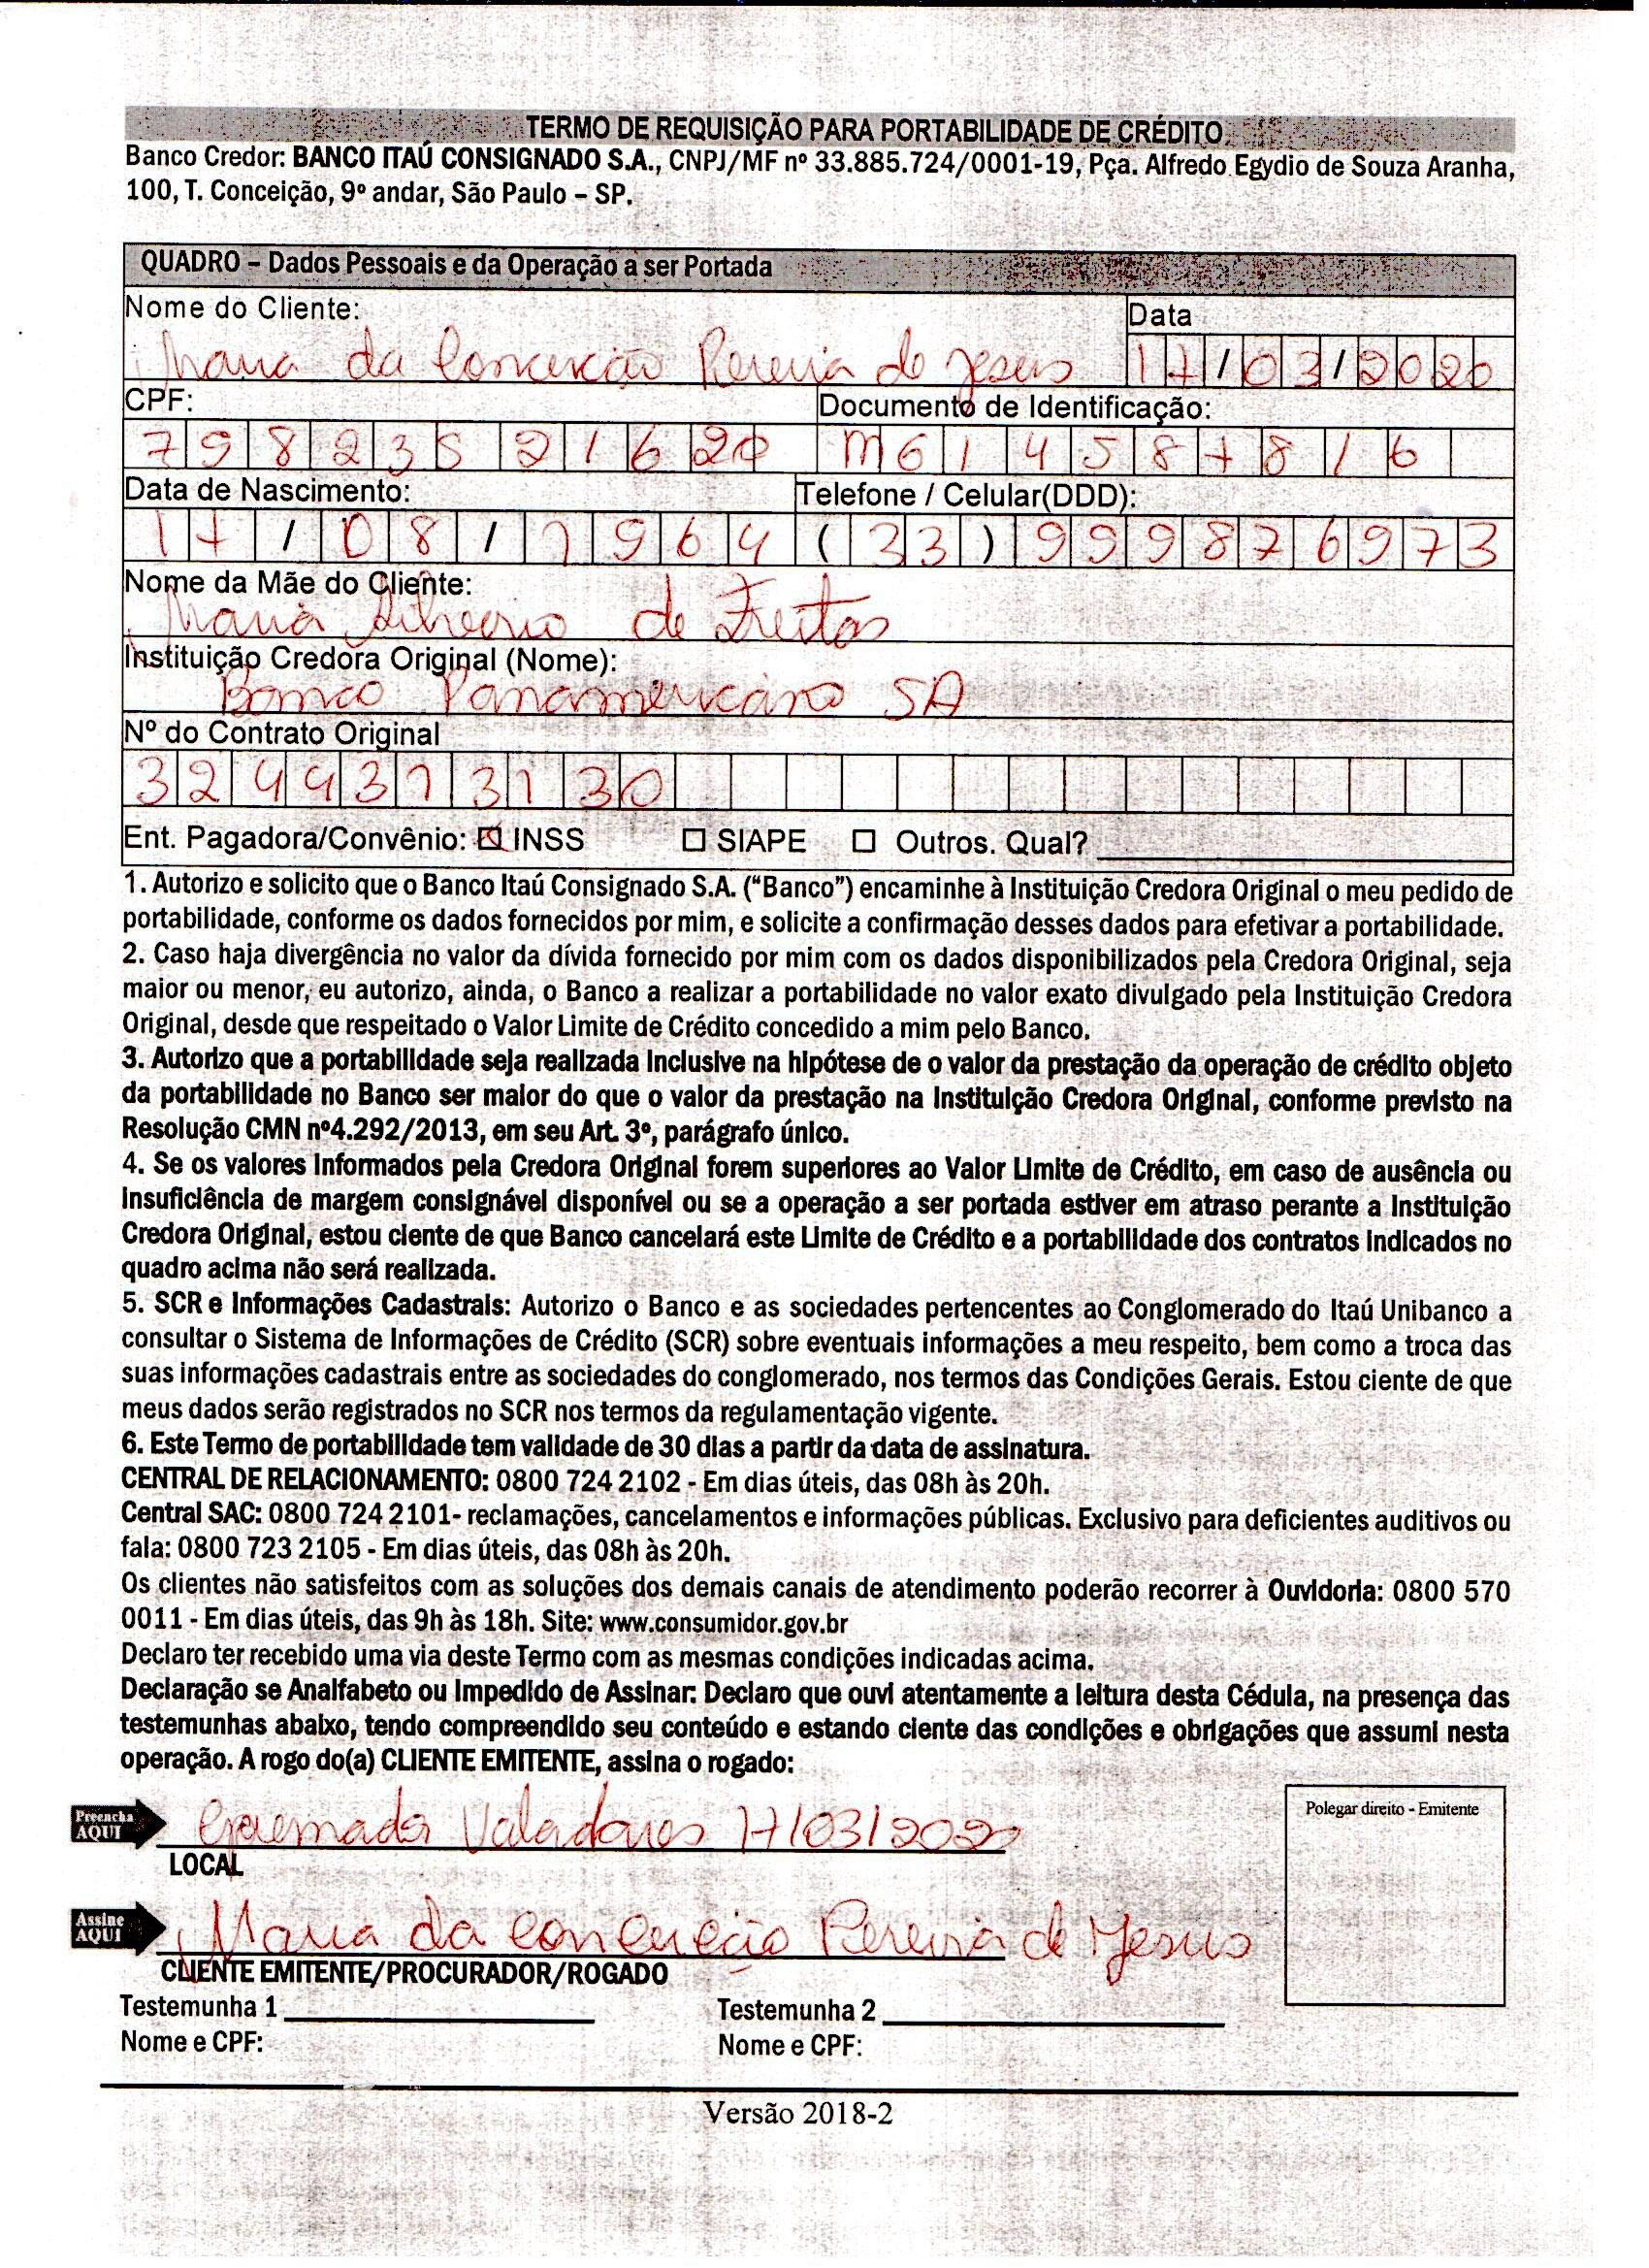 TERMO DE REQUISIÇÃO PARA PORTABILIDADE DE CRÉDITO
Banco Credor: BANCO ITAÚ CONSIGNADO S.A., CNPJ/MF nº 33.885.724/0001-19, Pça. Alfredo Egydio de Souza Aranha,
100, T. Conceição, 9º andar, São Paulo – SP.
QUADRO – Dados Pessoais e da Operação a ser Portada
Nome do Cliente: Data
Maria da Conceição Pereira de Jesus 17/03/2020
CPF: Documento de Identificação:
7 9 8 2 3 5 2 1 6 20 M G 1 4 5 8 7 8 1 6
Data de Nascimento: Telefone / Celular(DDD):
17/08/1964 (33) 999876973
Nome da Mãe do Cliente:
Maria de Freitas
Instituição Credora Original (Nome):
Banco Panamericano SA
Nº do Contrato Original
3244313130
Ent. Pagadora/Convênio: ☒ INSS ☐ SIAPE ☐ Outros. Qual?
1. Autorizo e solicito que o Banco Itaú Consignado S.A. (“Banco”) encaminhe à Instituição Credora Original o meu pedido de
portabilidade, conforme os dados fornecidos por mim, e solicite a confirmação desses dados para efetivar a portabilidade.
2. Caso haja divergência no valor da dívida fornecido por mim com os dados disponibilizados pela Credora Original, seja
maior ou menor, eu autorizo, ainda, o Banco a realizar a portabilidade no valor exato divulgado pela Instituição Credora
Original, desde que respeitado o Valor Limite de Crédito concedido a mim pelo Banco.
3. Autorizo que a portabilidade seja realizada inclusive na hipótese de o valor da prestação da operação de crédito objeto
da portabilidade no Banco ser maior do que o valor da prestação na Instituição Credora Original, conforme previsto na
Resolução CMN nº4.292/2013, em seu Art. 3º, parágrafo único.
4. Se os valores informados pela Credora Original forem superiores ao Valor Limite de Crédito, em caso de ausência ou
insuficiência de margem consignável disponível ou se a operação a ser portada estiver em atraso perante a Instituição
Credora Original, estou ciente de que Banco cancelará este Limite de Crédito e a portabilidade dos contratos indicados no
quadro acima não será realizada.
5. SCR e Informações Cadastrais: Autorizo o Banco e as sociedades pertencentes ao Conglomerado do Itaú Unibanco a
consultar o Sistema de Informações de Crédito (SCR) sobre eventuais informações a meu respeito, bem como a troca das
suas informações cadastrais entre as sociedades do conglomerado, nos termos das Condições Gerais. Estou ciente de que
meus dados serão registrados no SCR nos termos da regulamentação vigente.
6. Este Termo de portabilidade tem validade de 30 dias a partir da data de assinatura.
CENTRAL DE RELACIONAMENTO: 0800 724 2102 - Em dias úteis, das 08h às 20h.
Central SAC: 0800 724 2101- reclamações, cancelamentos e informações públicas. Exclusivo para deficientes auditivos ou
fala: 0800 723 2105 - Em dias úteis, das 08h às 20h.
Os clientes não satisfeitos com as soluções dos demais canais de atendimento poderão recorrer à Ouvidoria: 0800 570
0011 - Em dias úteis, das 9h às 18h. Site: www.consumidor.gov.br
Declaro ter recebido uma via deste Termo com as mesmas condições indicadas acima.
Declaração se Analfabeto ou Impedido de Assinar: Declaro que ouvi atentamente a leitura desta Cédula, na presença das
testemunhas abaixo, tendo compreendido seu conteúdo e estando ciente das condições e obrigações que assumi nesta
operação. A rogo do(a) CLIENTE EMITENTE, assina o rogado:
Polegar direito - Emitente
Preencha
AQUI
Valadares 17/03/2020
LOCAL
Assine
AQUI
Maria da Conceição Pereira de Jesus
CLIENTE EMITENTE/PROCURADOR/ROGADO
Testemunha 1 Testemunha 2
Nome e CPF: Nome e CPF:
Versão 2018-2